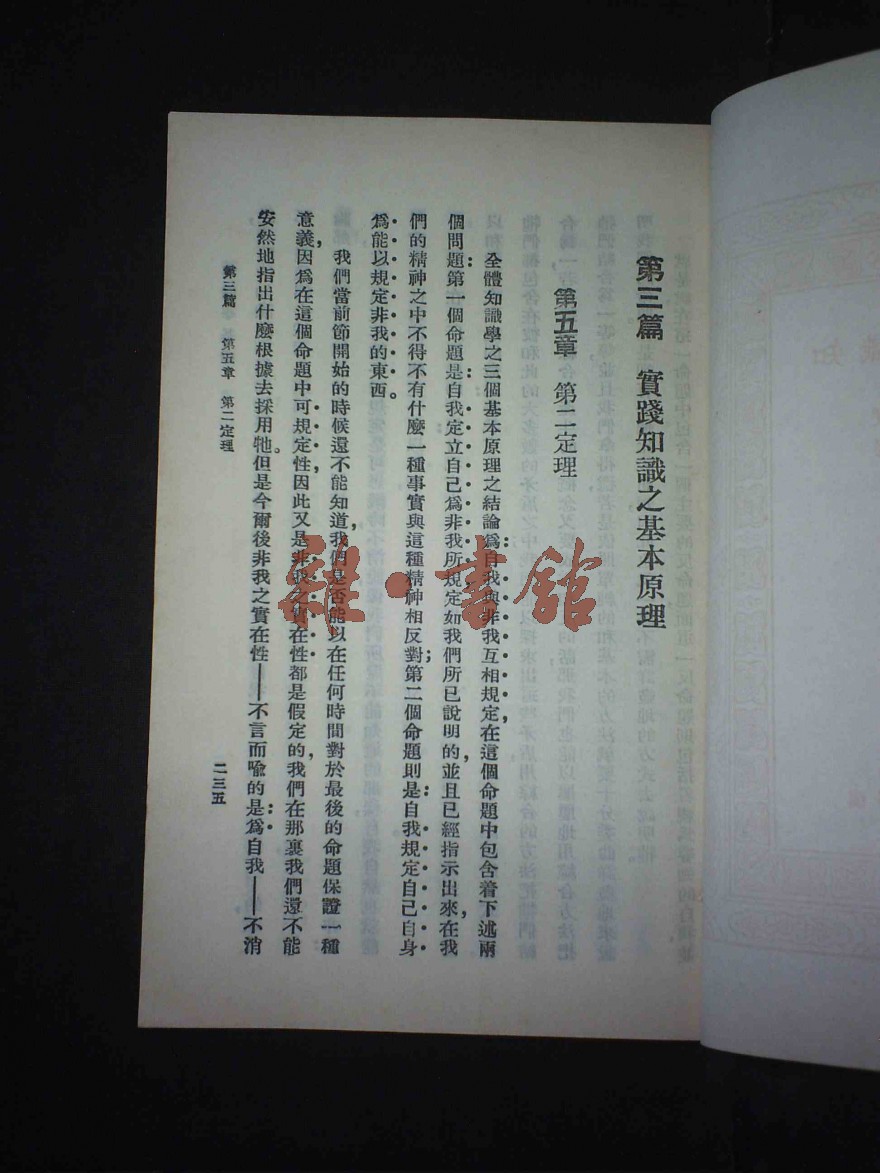 第三篇　實踐知識之基本原理
第五章　第二定理
全體知識學之三個基本原理之結論爲：自我與非我互相規定，在這個命題中包含着下述兩
個問題：第一個命題是：自我定立自己爲非我所規定如我們所已說明的，並且已經指示出來，在我
們的精神之中不得不有什麼一種事實與這種精神相反對；第二個命題則是：自我規定自己自身
爲能以規定非我的東西。
我們當前節開始的時候還不能知道，我們是否能以在任何時間對於最後的命題保證一種
意義，因爲在這個命題中可規定性，因此又是非我之實在性都是假定的，我們在那裏我們還不能
安然地指出什麼根據去採用牠。但是今爾後非我之實在性——不言而喩的是：爲自我——不消
第三篇　第五章　第二定理
二三五
羅·書館